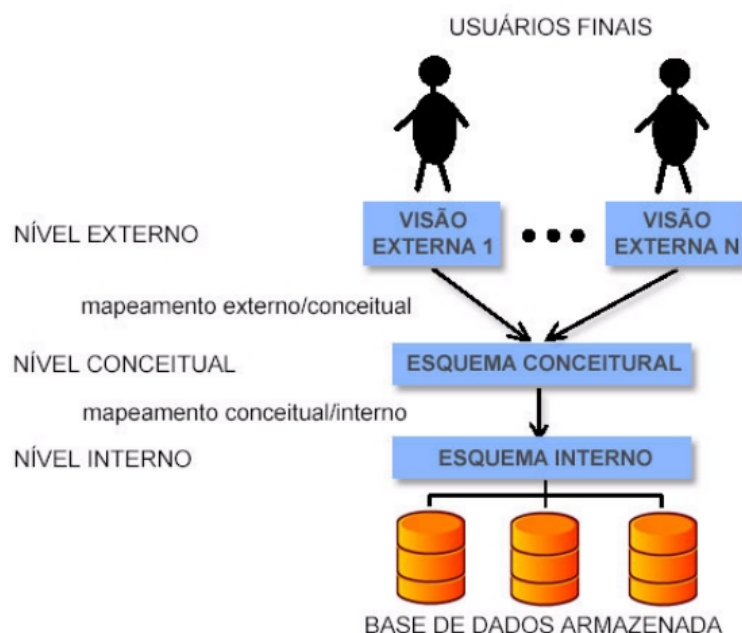 USUÁRIOS FINAIS
NÍVEL EXTERNO
VISÃO
EXTERNA 1
VISÃO
EXTERNA N
mapeamento externo/conceitual
NÍVEL CONCEITUAL
ESQUEMA CONCEITURAL
mapeamento conceitual/interno
NÍVEL INTERNO
ESQUEMA INTERNO
BASE DE DADOS ARMAZENADA